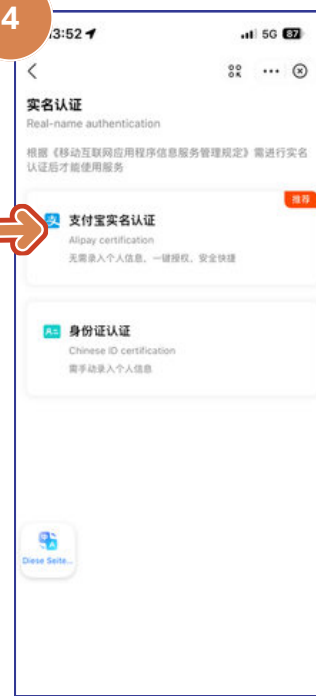 4
13:52
5G 87
实名认证
Real-name authentication
根据《移动互联网应用程序信息服务管理规定》需进行实名
认证后才能使用服务
推荐
支付宝实名认证
Alipay certification
无需录入个人信息，一键授权，安全快捷
身份证认证
Chinese ID certification
需手动录入个人信息
Diese Seite...